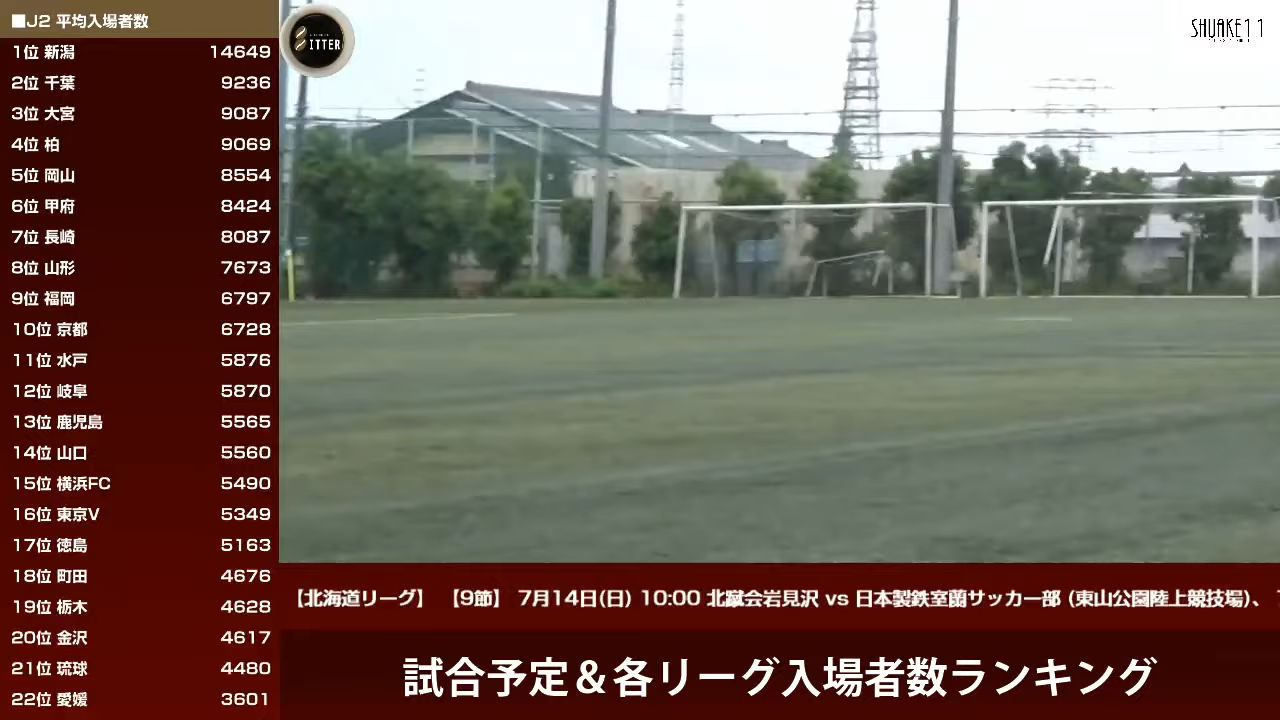 ■J2 平均入場者数
1位 新潟 14649
2位 千葉 9236
3位 大宮 9087
4位 柏 9069
5位 岡山 8554
6位 甲府 8424
7位 長崎 8087
8位 山形 7673
9位 福岡 6797
10位 京都 6728
11位 水戸 5876
12位 岐阜 5870
13位 鹿児島 5565
14位 山口 5560
15位 横浜FC 5490
16位 東京V 5349
17位 徳島 5163
18位 町田 4676
19位 栃木 4628
20位 金沢 4617
21位 琉球 4480
22位 愛媛 3601
ITTER
SHUAKE11
【北海道リーグ】 【9節】 7月14日(日) 10:00 北蹴会岩見沢 vs 日本製鉄室蘭サッカー部 (東山公園陸上競技場)、
試合予定＆各リーグ入場者数ランキング